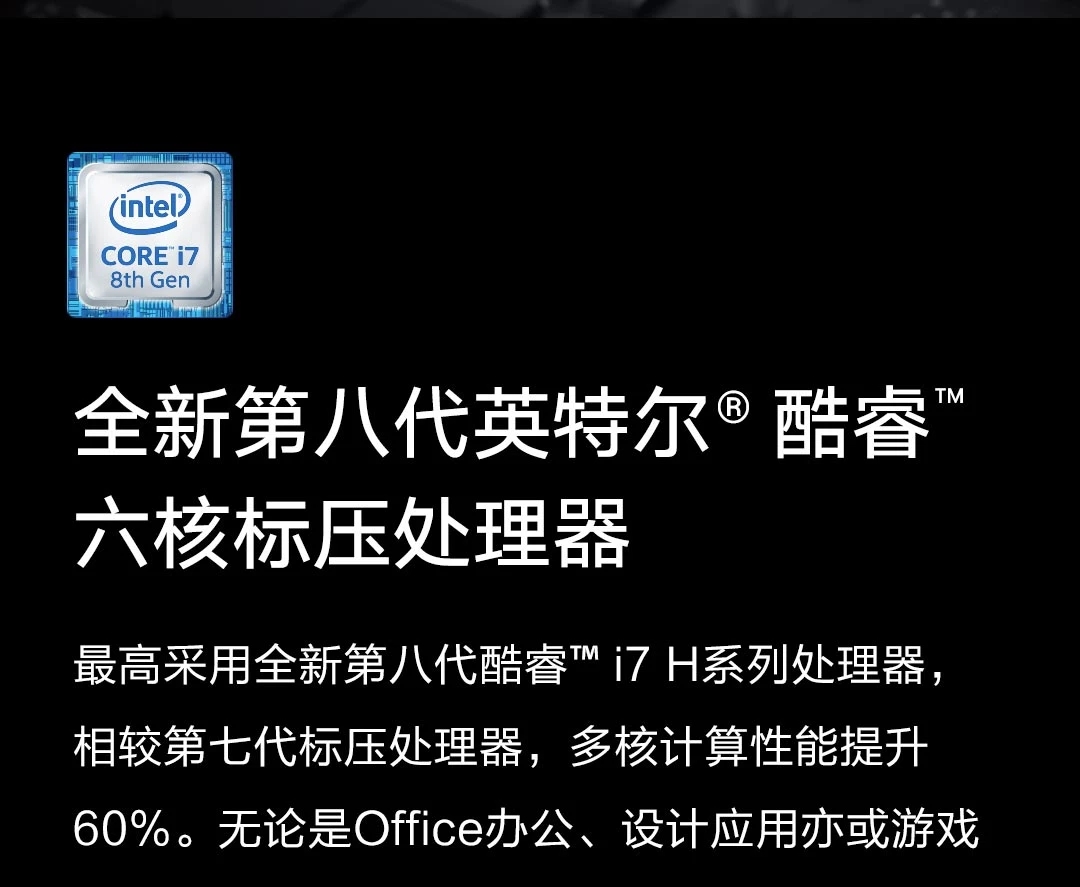 intel®
CORE™ i7
8th Gen
全新第八代英特尔® 酷睿™
六核标压处理器
最高采用全新第八代酷睿™ i7 H系列处理器，
相较第七代标压处理器，多核计算性能提升
60%。无论是Office办公、设计应用亦或游戏